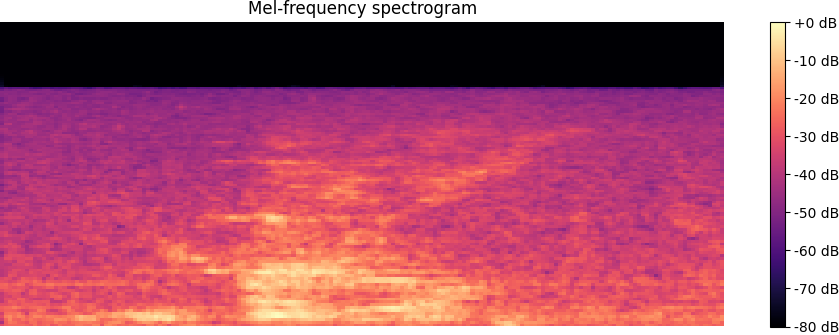 Mel-frequency spectrogram
+0 dB
-10 dB
-20 dB
-30 dB
-40 dB
-50 dB
-60 dB
-70 dB
-80 dB